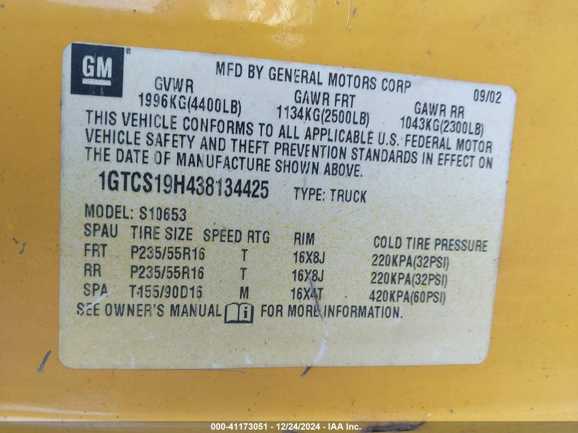 GM
MFD BY GENERAL MOTORS CORP 09/02
GVWR GAWR FRT GAWR RR
1996KG(4400LB) 1134KG(2500LB) 1043KG(2300LB)
THIS VEHICLE CONFORMS TO ALL APPLICABLE U.S. FEDERAL MOTOR
VEHICLE SAFETY AND THEFT PREVENTION STANDARDS IN EFFECT ON
THE DATE OF MANUFACTURE SHOWN ABOVE.
1GTCS19H438134425 TYPE: TRUCK
MODEL: S10653
SPAU TIRE SIZE SPEED RTG RIM COLD TIRE PRESSURE
FRT P235/55R16 T 16X8J 220KPA(32PSI)
RR P235/55R16 T 16X8J 220KPA(32PSI)
SPA T155/90D16 M 16X4T 420KPA(60PSI)
SEE OWNER'S MANUAL i FOR MORE INFORMATION.
000-41173051 - 12/24/2024 - IAA Inc.